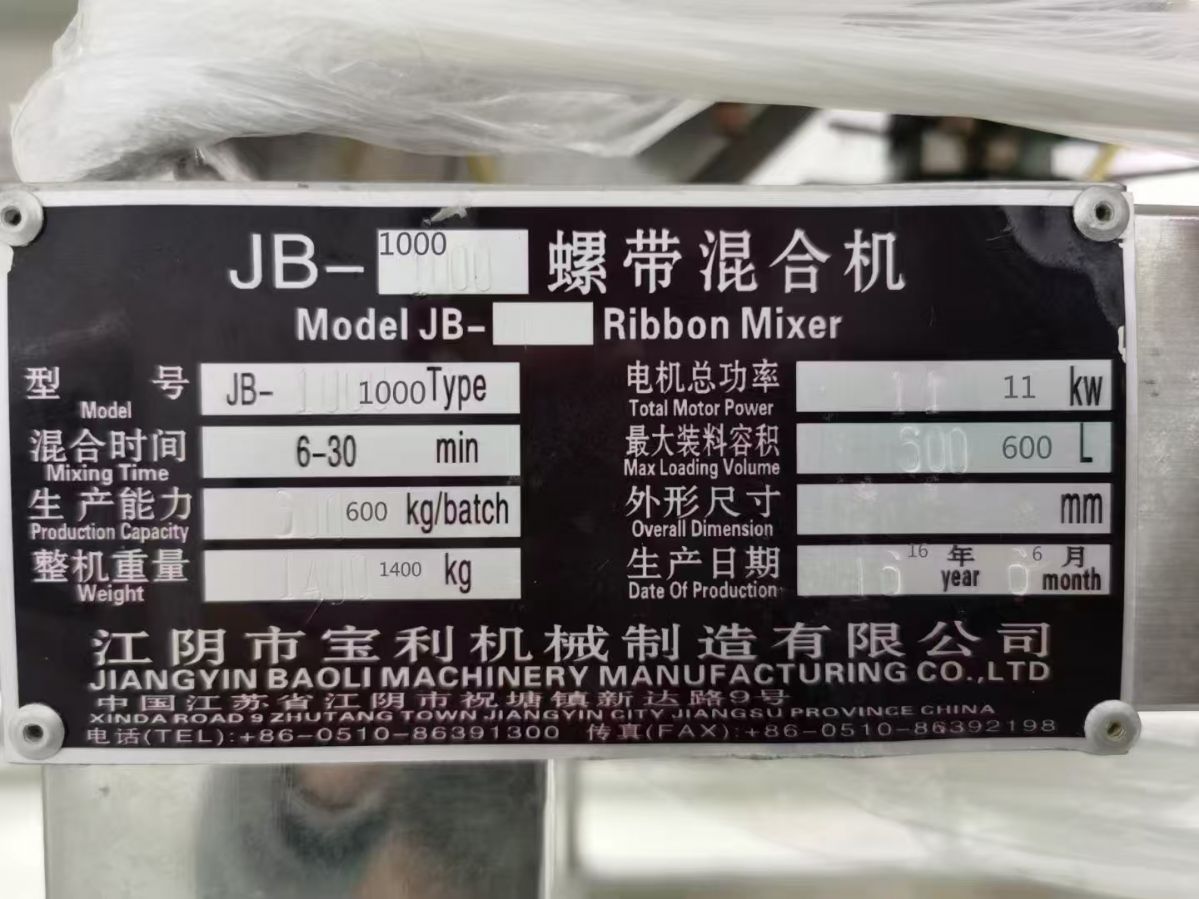 JB-1000 螺带混合机
Model JB- Ribbon Mixer
型号 Model JB- 1000 Type
电机总功率 Total Motor Power 11 11 kw
混合时间 Mixing Time 6-30 min
最大装料容积 Max Loading Volume 600 600 L
生产能力 Production Capacity 600 kg/batch
外形尺寸 Overall Dimension mm
整机重量 Weight 1400 1400 kg
生产日期 Date Of Production 16 年 year 6 6 月 month
江阴市宝利机械制造有限公司
JIANGYIN BAOLI MACHINERY MANUFACTURING CO.,LTD
中国江苏省江阴市祝塘镇新达路9号
XINDA ROAD 9 ZHUTANG TOWN JIANGYIN CITY JIANGSU PROVINCE CHINA
电话(TEL):+86-0510-86391300 传真(FAX):+86-0510-86392198